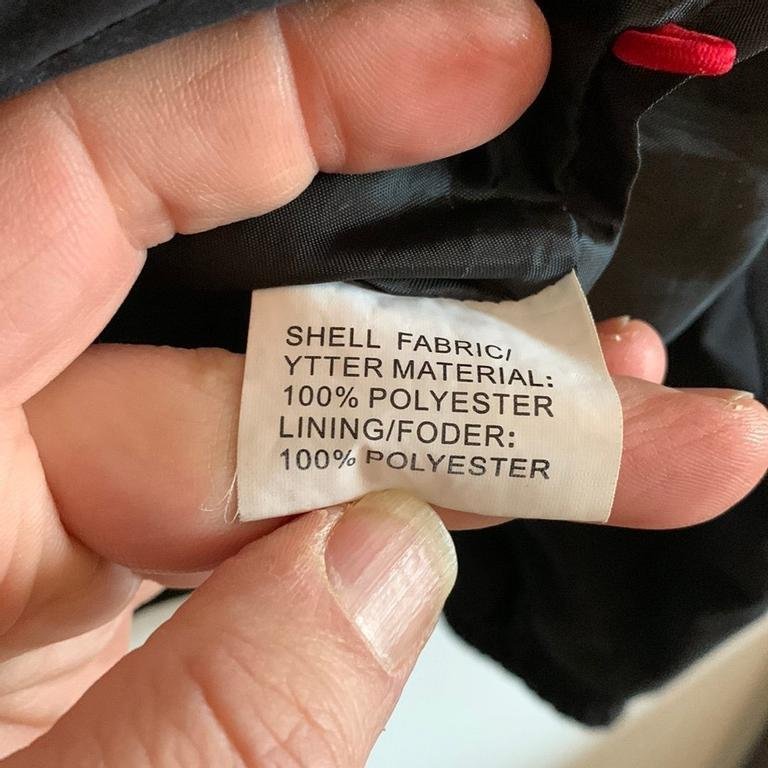 SHELL FABRIC/
YTTER MATERIAL:
100% POLYESTER
LINING/FODER:
100% POLYESTER